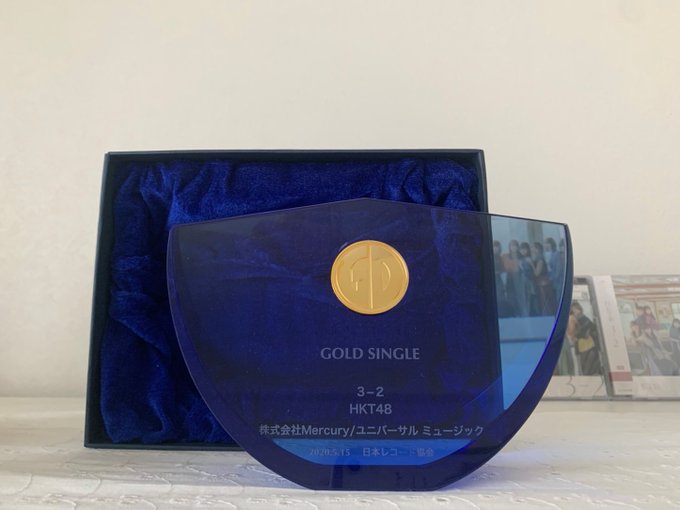 GOLD SINGLE
3-2
HKT48
株式会社Mercury/ユニバーサル ミュージック
2020.5.15 日本レコード協会